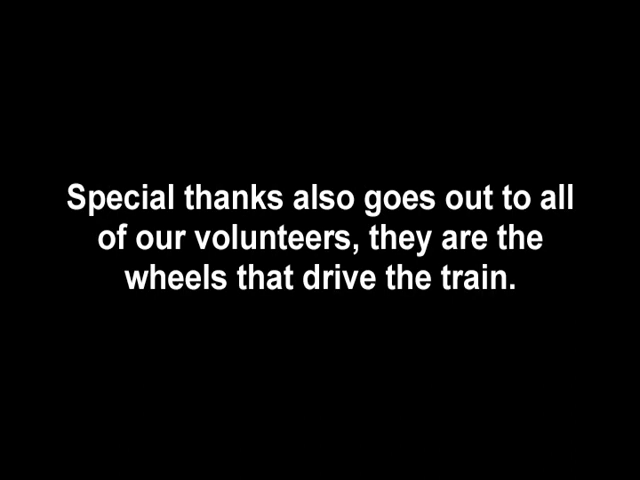 Special thanks also goes out to all
of our volunteers, they are the
wheels that drive the train.